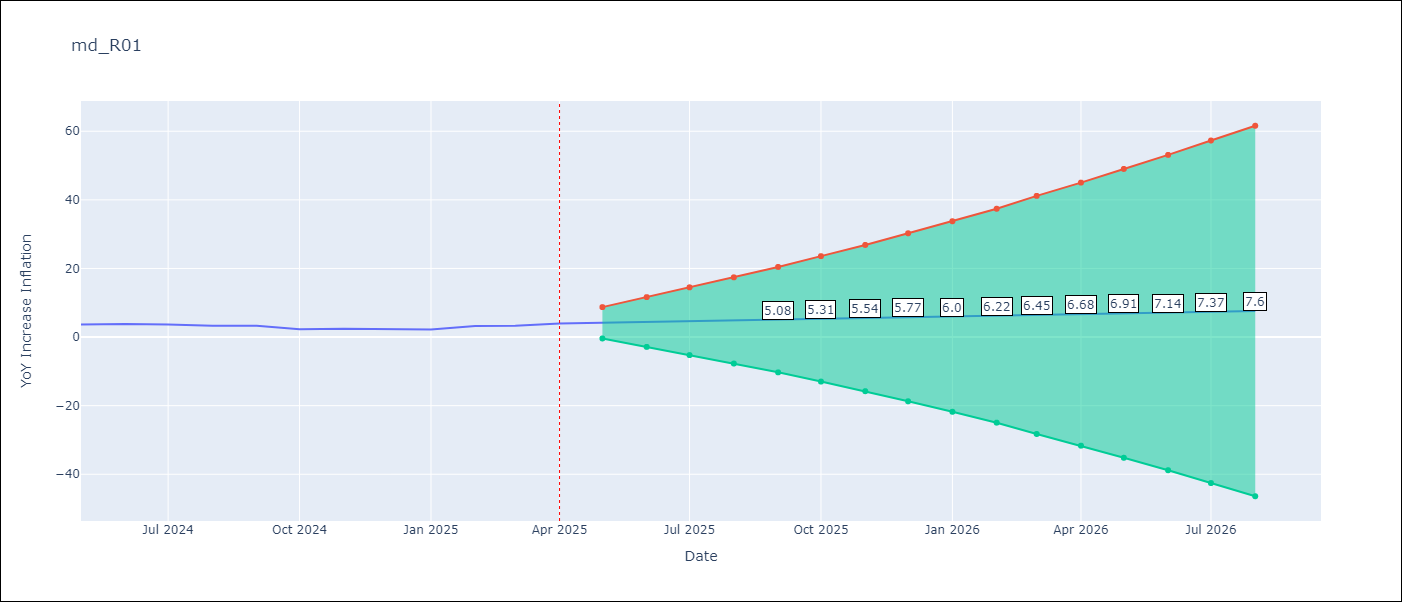 md_R01
YoY Increase Inflation
60
40
20
0
−20
−40
5.08 5.31 5.54 5.77 6.0 6.22 6.45 6.68 6.91 7.14 7.37 7.6
Jul 2024 Oct 2024 Jan 2025 Apr 2025 Jul 2025 Oct 2025 Jan 2026 Apr 2026 Jul 2026
Date